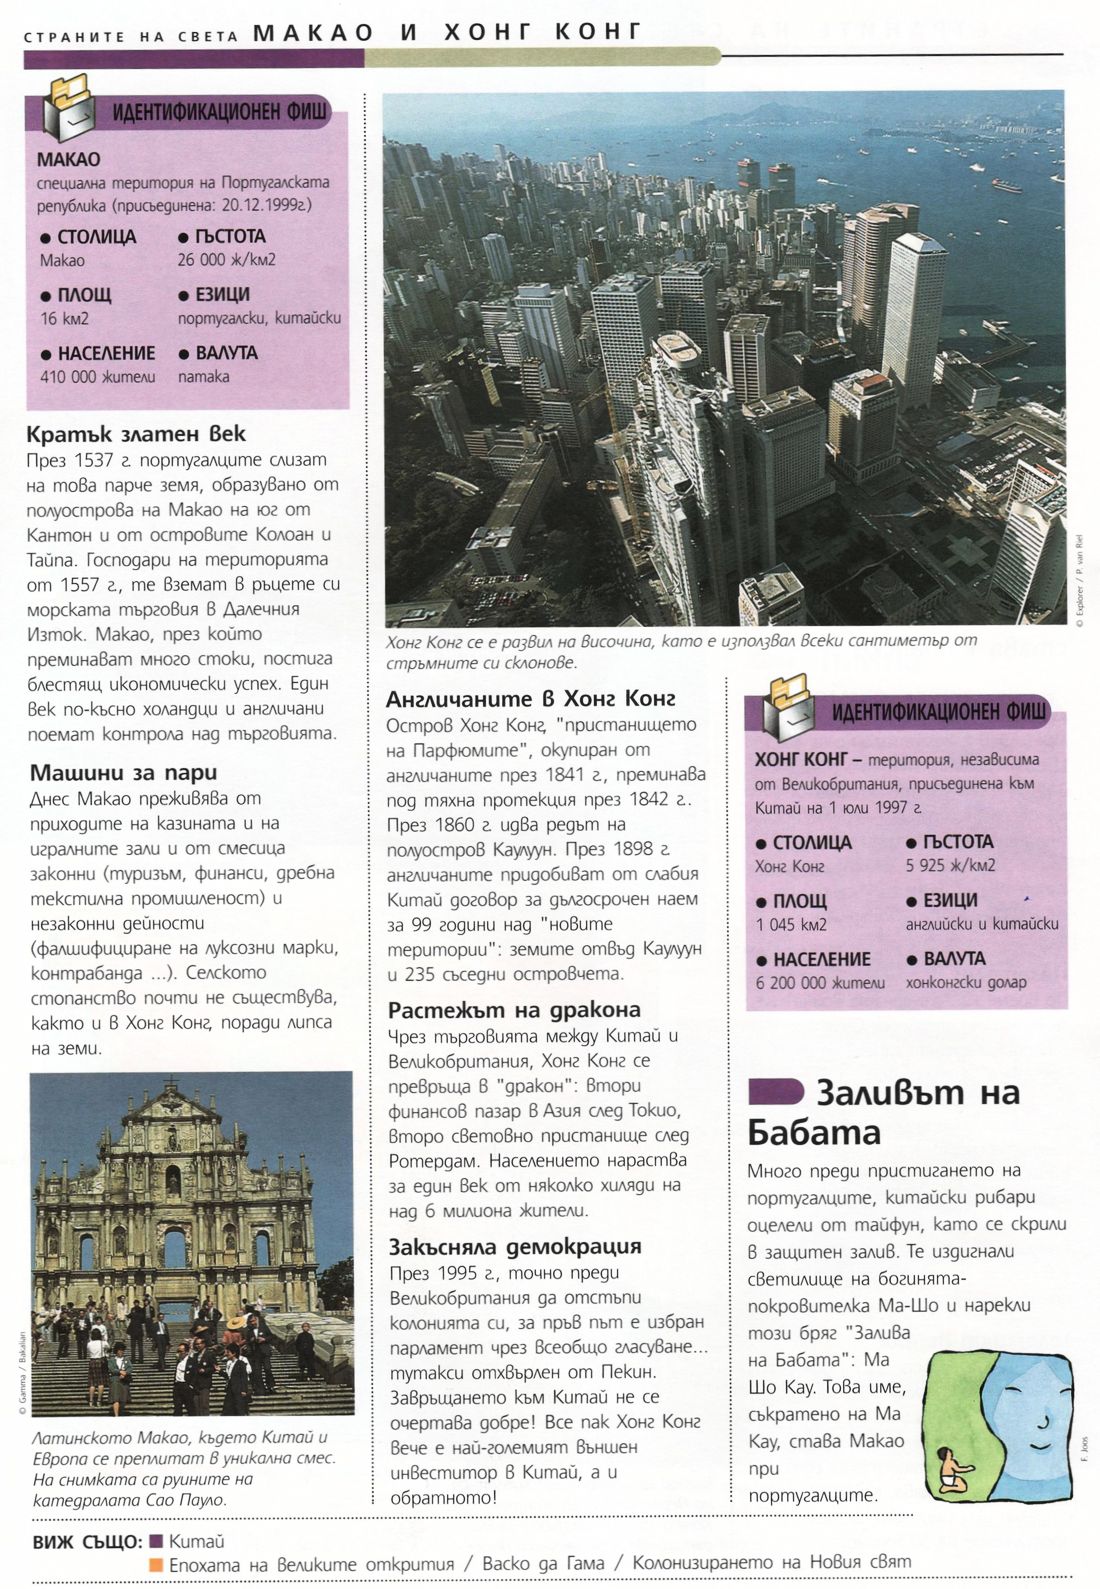 СТРАНИТЕ НА СВЕТА МАКАО И ХОНГ КОНГ
ИДЕНТИФИКАЦИОНЕН ФИШ
МАКАО
специална територия на Португалската
република (присъединена: 20.12.1999г.)
● СТОЛИЦА
Макао
● ГЪСТОТА
26 000 ж/км2
● ПЛОЩ
16 км2
● ЕЗИЦИ
португалски, китайски
● НАСЕЛЕНИЕ
410 000 жители
● ВАЛУТА
патака
Кратък златен век
През 1537 г. португалците слизат
на това парче земя, образувано от
полуострова на Макао на юг от
Кантон и от островите Колоан и
Тайпа. Господари на територията
от 1557 г., те вземат в ръцете си
морската търговия в Далечния
Изток. Макао, през който
преминават много стоки, постига
блестящ икономически успех. Един
век по-късно холандци и англичани
поемат контрола над търговията.
Машини за пари
Днес Макао преживява от
приходите на казината и на
игралните зали и от смесица
законни (туризъм, финанси, дребна
текстилна промишленост) и
незаконни дейности
(фалшифициране на луксозни марки,
контрабанда ...). Селското
стопанство почти не съществува,
както и в Хонг Конг, поради липса
на земи.
© Gamma / Bakalian
Латинското Макао, където Китай и
Европа се преплитат в уникална смес.
На снимката са руините на
катедралата Сао Пауло.
© Explorer / P. van Riel
Хонг Конг се е развил на височина, като е използвал всеки сантиметър от
стръмните си склонове.
Англичаните в Хонг Конг
Остров Хонг Конг, "пристанището
на Парфюмите", окупиран от
англичаните през 1841 г., преминава
под тяхна протекция през 1842 г..
През 1860 г. идва редът на
полуостров Каулуун. През 1898 г.
англичаните придобиват от слабия
Китай договор за дългосрочен наем
за 99 години над "новите
територии": земите отвъд Каулуун
и 235 съседни островчета.
Растежът на дракона
Чрез търговията между Китай и
Великобритания, Хонг Конг се
превръща в "дракон": втори
финансов пазар в Азия след Токио,
второ световно пристанище след
Ротердам. Населението нараства
за един век от няколко хиляди на
над 6 милиона жители.
Закъсняла демокрация
През 1995 г., точно преди
Великобритания да отстъпи
колонията си, за пръв път е избран
парламент чрез всеобщо гласуване...
тутакси отхвърлен от Пекин.
Завръщането към Китай не се
очертава добре! Все пак Хонг Конг
вече е най-големият външен
инвеститор в Китай, а и
обратното!
ИДЕНТИФИКАЦИОНЕН ФИШ
ХОНГ КОНГ – територия, независима
от Великобритания, присъединена към
Китай на 1 юли 1997 г.
● СТОЛИЦА
Хонг Конг
● ГЪСТОТА
5 925 ж/км2
● ПЛОЩ
1 045 км2
● ЕЗИЦИ
английски и китайски
● НАСЕЛЕНИЕ
6 200 000 жители
● ВАЛУТА
хонконгски долар
Заливът на
Бабата
Много преди пристигането на
португалците, китайски рибари
оцелели от тайфун, като се скрили
в защитен залив. Те издигнали
светилище на богинята-
покровителка Ма-Шо и нарекли
този бряг "Залива
на Бабата": Ма
Шо Кау. Това име,
съкратено на Ма
Кау, става Макао
при
португалците.
F. Joos
ВИЖ СЪЩО: ■ Китай
■ Епохата на великите открития / Васко да Гама / Колонизирането на Новия свят